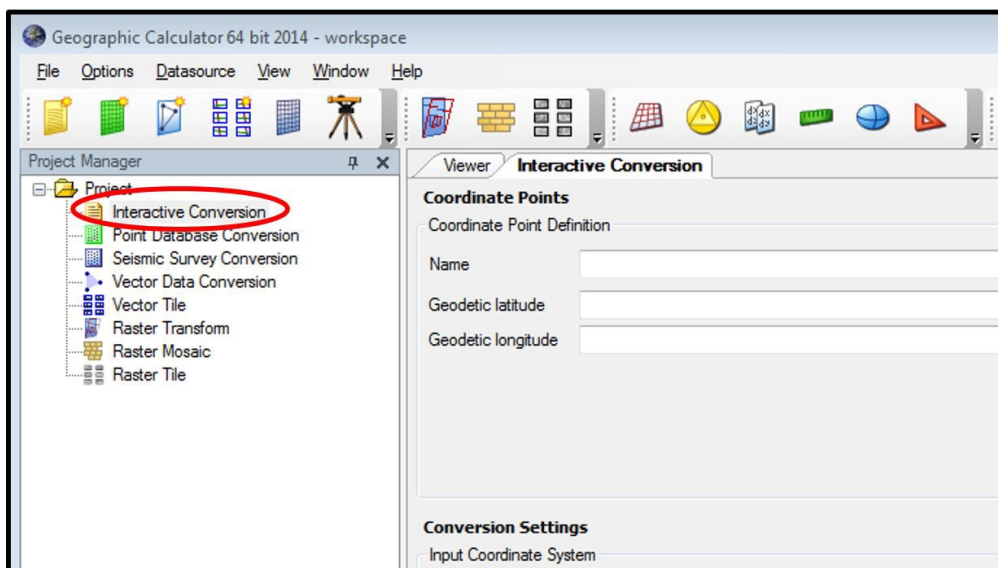 Geographic Calculator 64 bit 2014 - workspace
File Options Datasource View Window Help
Project Manager
Project
Interactive Conversion
Point Database Conversion
Seismic Survey Conversion
Vector Data Conversion
Vector Tile
Raster Transform
Raster Mosaic
Raster Tile
Viewer Interactive Conversion
Coordinate Points
Coordinate Point Definition
Name
Geodetic latitude
Geodetic longitude
Conversion Settings
Input Coordinate System